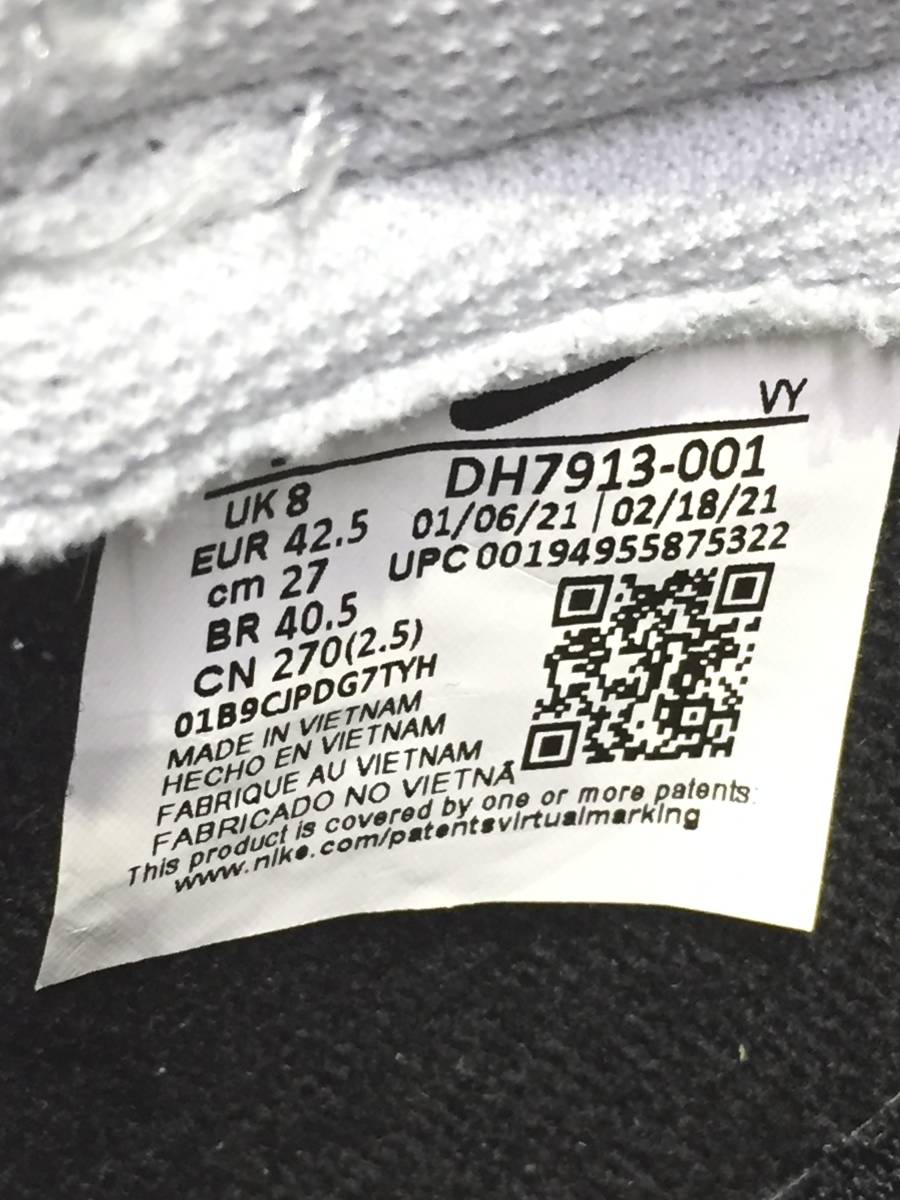 VY
UK 8
EUR 42.5
cm 27
BR 40.5
CN 270(2.5)
DH7913-001
01/06/21 | 02/18/21
UPC 00194955875322
01B9CJPDG7TYH
MADE IN VIETNAM
HECHO EN VIETNAM
FABRIQUE AU VIETNAM
FABRICADO NO VIETNÃ
This product is covered by one or more patents:
www.nike.com/patentsvirtualmarking